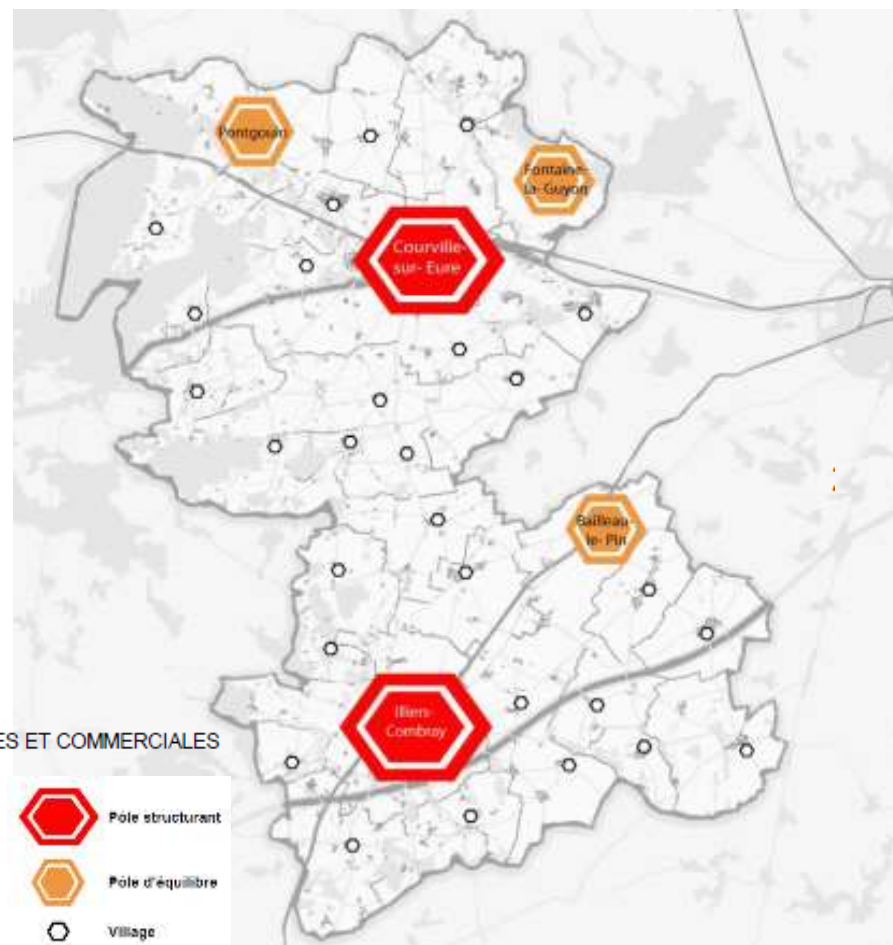 Pontgouin
Fontaine-
la- Guyon
Courville-
sur- Eure
Bailleau-
le- Pin
Illiers-
Combray
ES ET COMMERCIALES
Pôle structurant
Pôle d'équilibre
Village